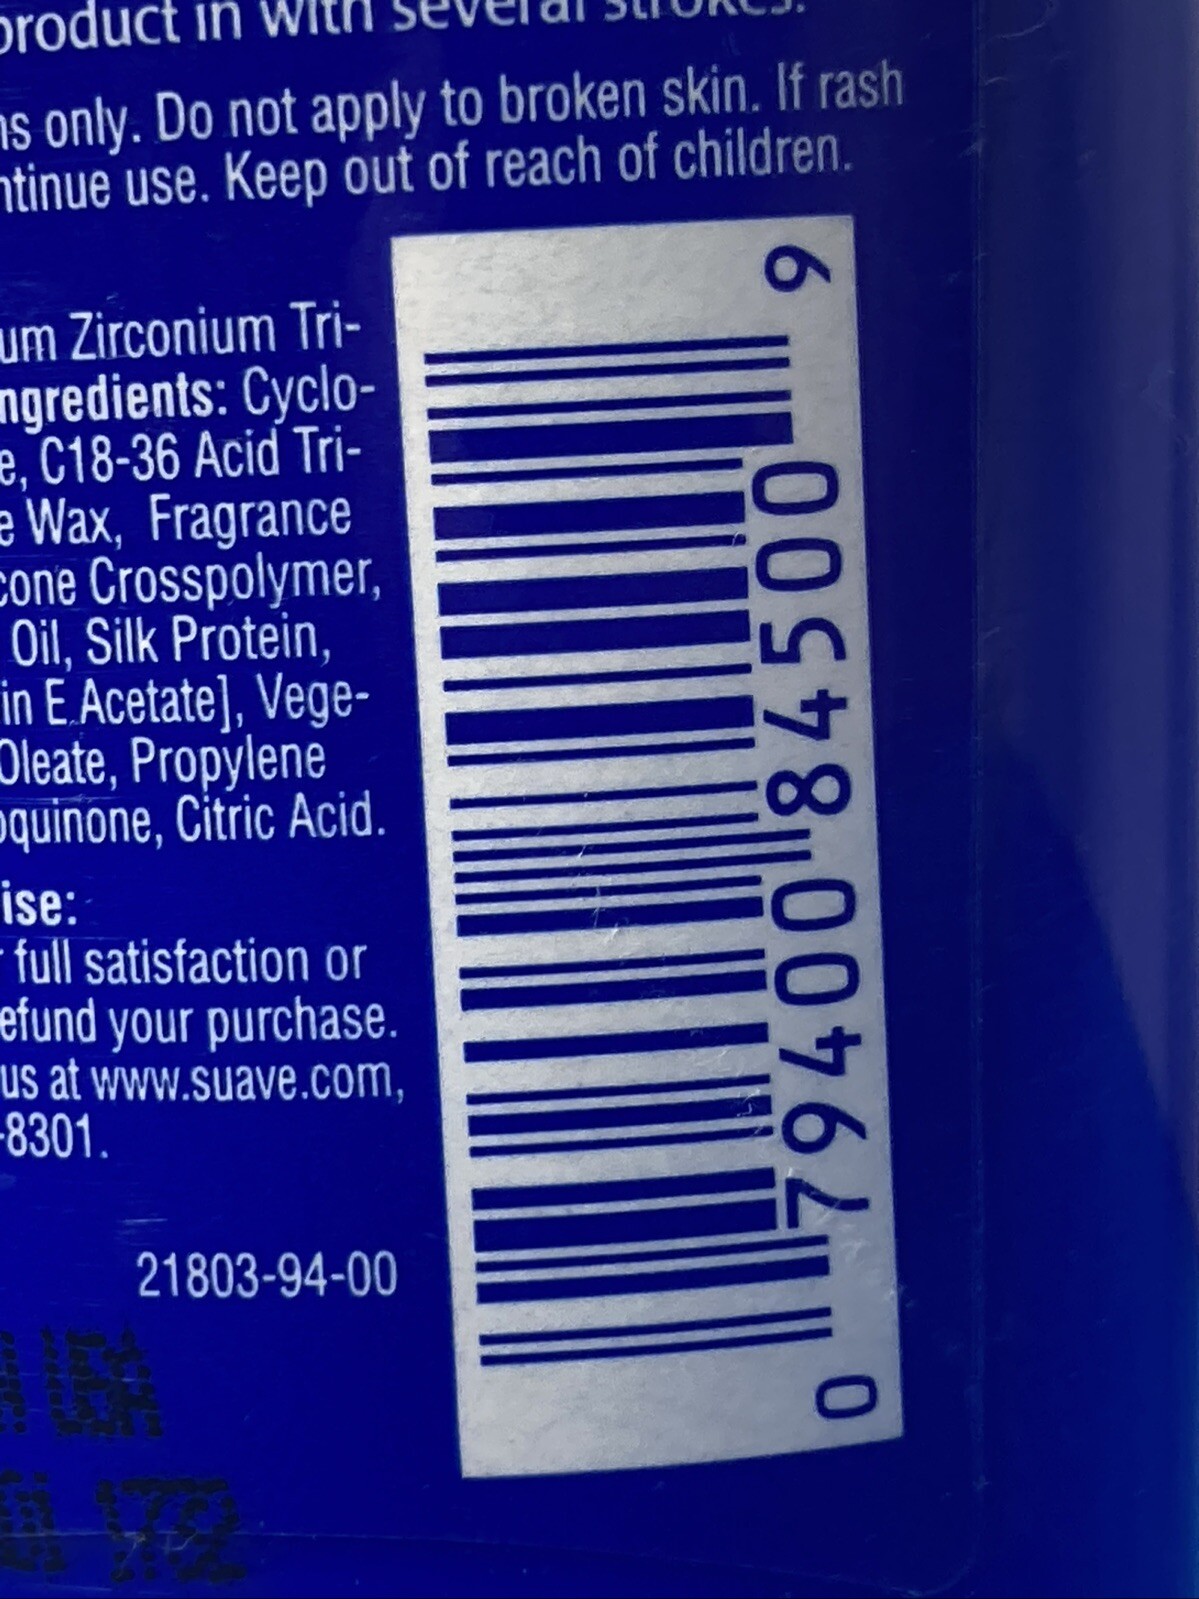 product in with several strokes.
ns only. Do not apply to broken skin. If rash
ntinue use. Keep out of reach of children.
um Zirconium Tri-
ngredients: Cyclo-
e, C18-36 Acid Tri-
e Wax, Fragrance
cone Crosspolymer,
Oil, Silk Protein,
in E Acetate], Vege-
Oleate, Propylene
oquinone, Citric Acid.
ise:
full satisfaction or
efund your purchase.
us at www.suave.com,
-8301.
21803-94-00
0 79400 84500 9